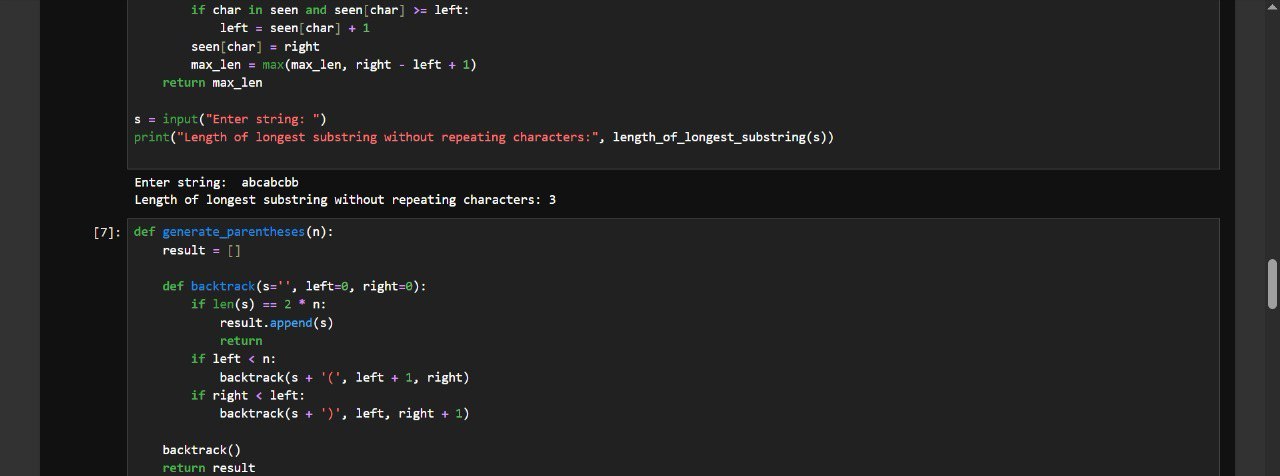 if char in seen and seen[char] >= left:
            left = seen[char] + 1
        seen[char] = right
        max_len = max(max_len, right - left + 1)
    return max_len
s = input("Enter string: ")
print("Length of longest substring without repeating characters:", length_of_longest_substring(s))
Enter string:  abcabcbb
Length of longest substring without repeating characters: 3
[7]: def generate_parentheses(n):
    result = []
    def backtrack(s='', left=0, right=0):
        if len(s) == 2 * n:
            result.append(s)
            return
        if left < n:
            backtrack(s + '(', left + 1, right)
        if right < left:
            backtrack(s + ')', left, right + 1)
    backtrack()
    return result